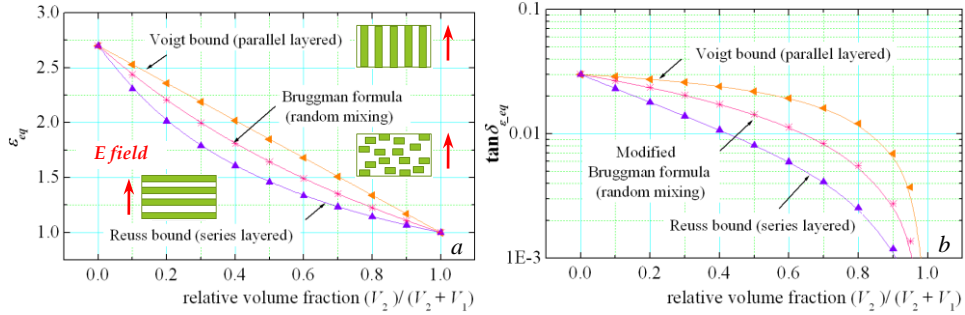 3.0
2.5
2.0
1.5
1.0
ε_eq
Voigt bound (parallel layered)
Bruggman formula
(random mixing)
E field
Reuss bound (series layered)
a
0.0 0.2 0.4 0.6 0.8 1.0
relative volume fraction (V_2) / (V_2 + V_1)
0.1
0.01
1E-3
tanδ_ε_eq
Voigt bound (parallel layered)
Modified
Bruggman formula
(random mixing)
Reuss bound (series layered)
b
0.0 0.2 0.4 0.6 0.8 1.0
relative volume fraction (V_2) / (V_2 + V_1)